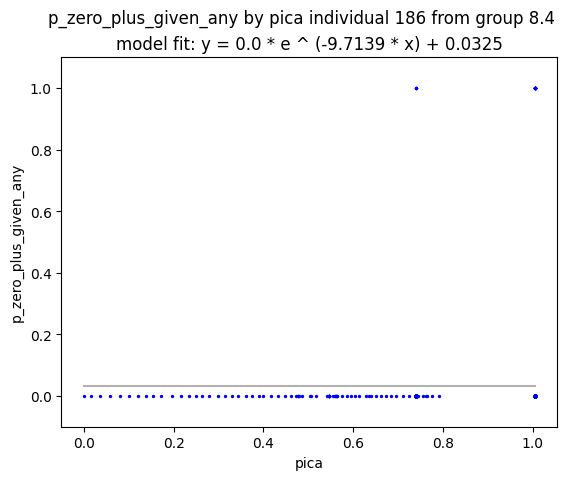 p_zero_plus_given_any by pica individual 186 from group 8.4
model fit: y = 0.0 * e ^ (-9.7139 * x) + 0.0325
p_zero_plus_given_any
1.0
0.8
0.6
0.4
0.2
0.0
0.0 0.2 0.4 0.6 0.8 1.0
pica